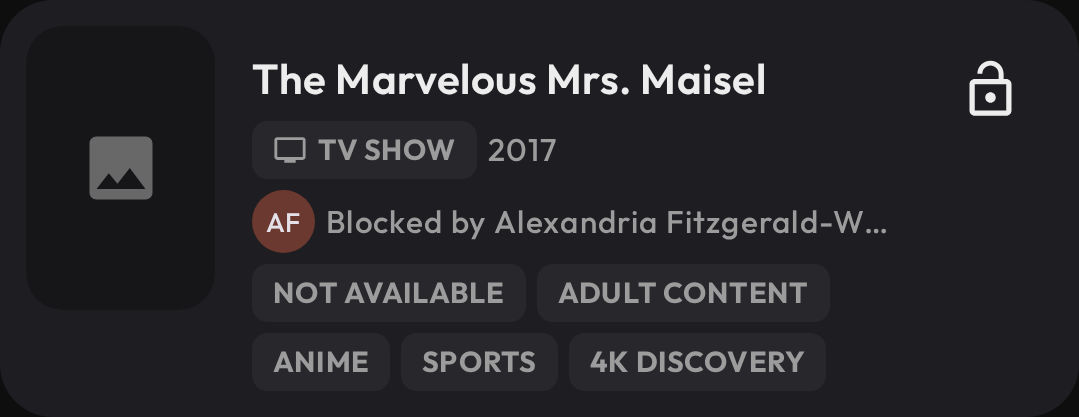 The Marvelous Mrs. Maisel
TV SHOW 2017
AF Blocked by Alexandria Fitzgerald-W...
NOT AVAILABLE ADULT CONTENT
ANIME SPORTS 4K DISCOVERY